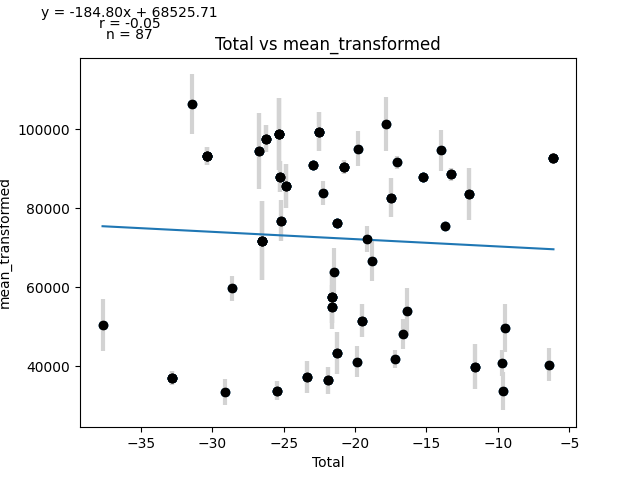 y = -184.80x + 68525.71
r = -0.05
n = 87
Total vs mean_transformed
100000
80000
60000
40000
mean_transformed
−35
−30
−25
−20
−15
−10
−5
Total